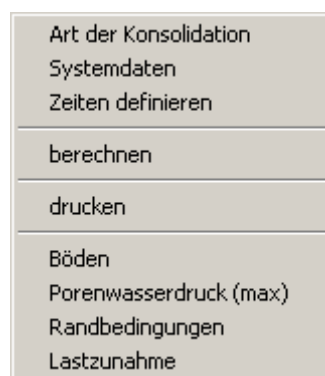 Art der Konsolidation
Systemdaten
Zeiten definieren
berechnen
drucken
Böden
Porenwasserdruck (max)
Randbedingungen
Lastzunahme